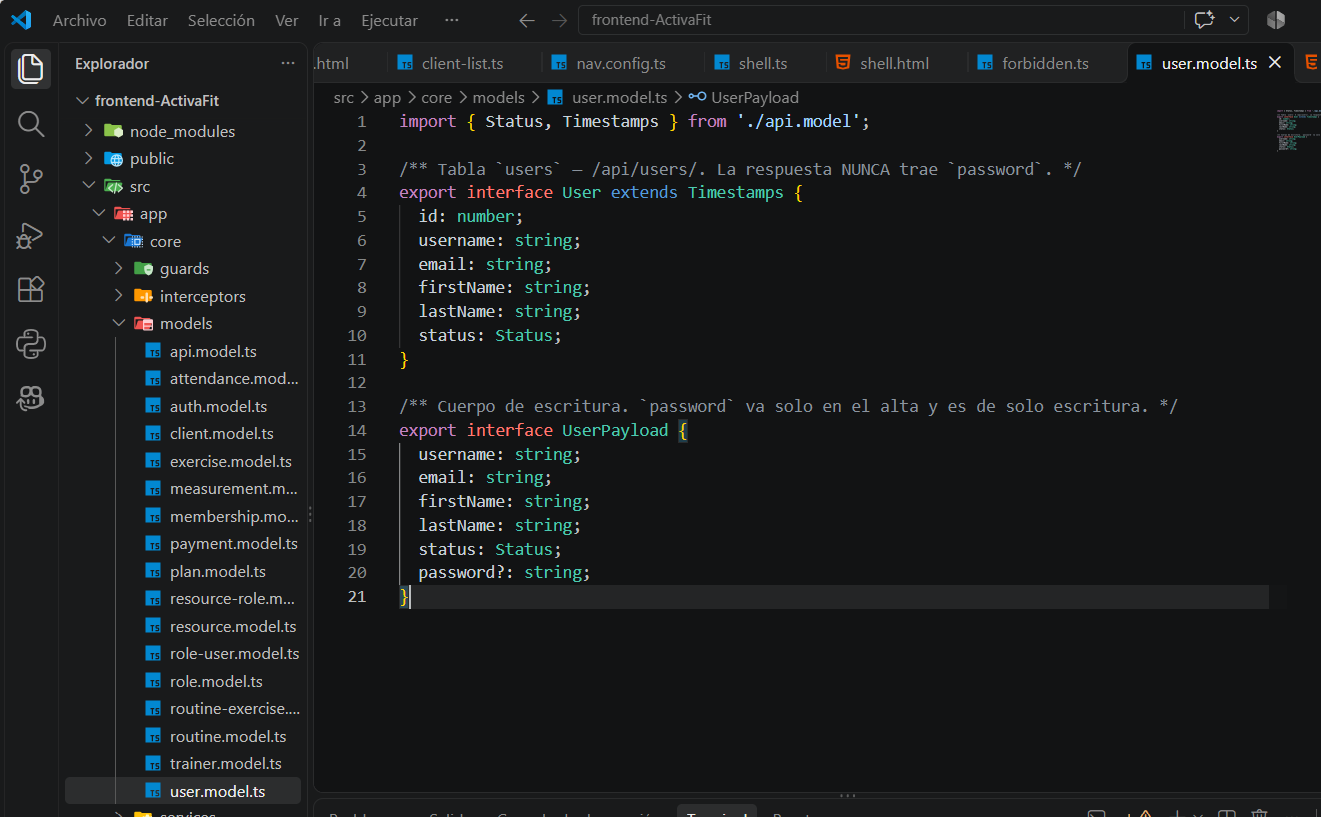 Archivo Editar Selección Ver Ir a Ejecutar ··· frontend-ActivaFit
Explorador ···
.html client-list.ts nav.config.ts shell.ts shell.html forbidden.ts user.model.ts
src > app > core > models > user.model.ts > UserPayload
frontend-ActivaFit
node_modules
public
src
app
core
guards
interceptors
models
api.model.ts
attendance.mod...
auth.model.ts
client.model.ts
exercise.model.ts
measurement.m...
membership.mo...
payment.model.ts
plan.model.ts
resource-role.m...
resource.model.ts
role-user.model.ts
role.model.ts
routine-exercise....
routine.model.ts
trainer.model.ts
user.model.ts
1 import { Status, Timestamps } from './api.model';
2
3 /** Tabla `users` — /api/users/. La respuesta NUNCA trae `password`. */
4 export interface User extends Timestamps {
5   id: number;
6   username: string;
7   email: string;
8   firstName: string;
9   lastName: string;
10   status: Status;
11 }
12
13 /** Cuerpo de escritura. `password` va solo en el alta y es de solo escritura. */
14 export interface UserPayload {
15   username: string;
16   email: string;
17   firstName: string;
18   lastName: string;
19   status: Status;
20   password?: string;
21 }